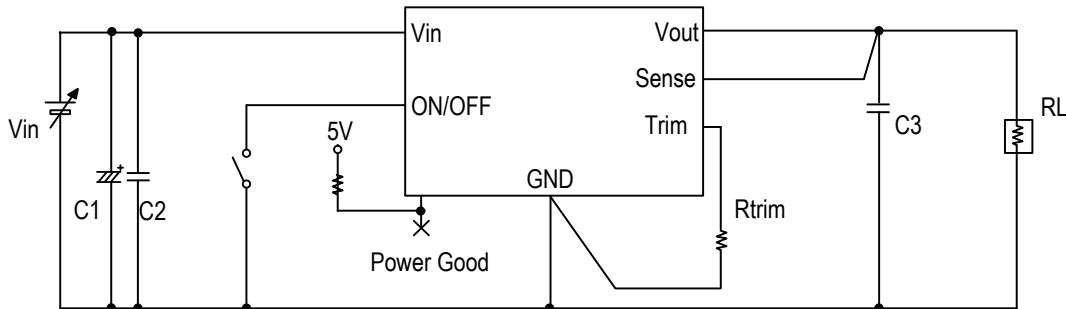 Vin
Vout
Sense
ON/OFF
Trim
5V
GND
Vin
C1
+
C2
Power Good
Rtrim
C3
RL